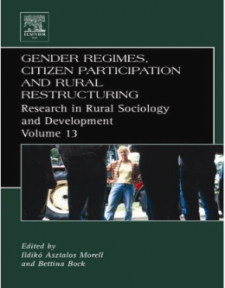 ELSEVIER
GENDER REGIMES,
CITIZEN PARTICIPATION
AND RURAL
RESTRUCTURING
Research in Rural Sociology
and Development
Volume 13
Edited by
Ildikó Asztalos Morell
and Bettina Bock